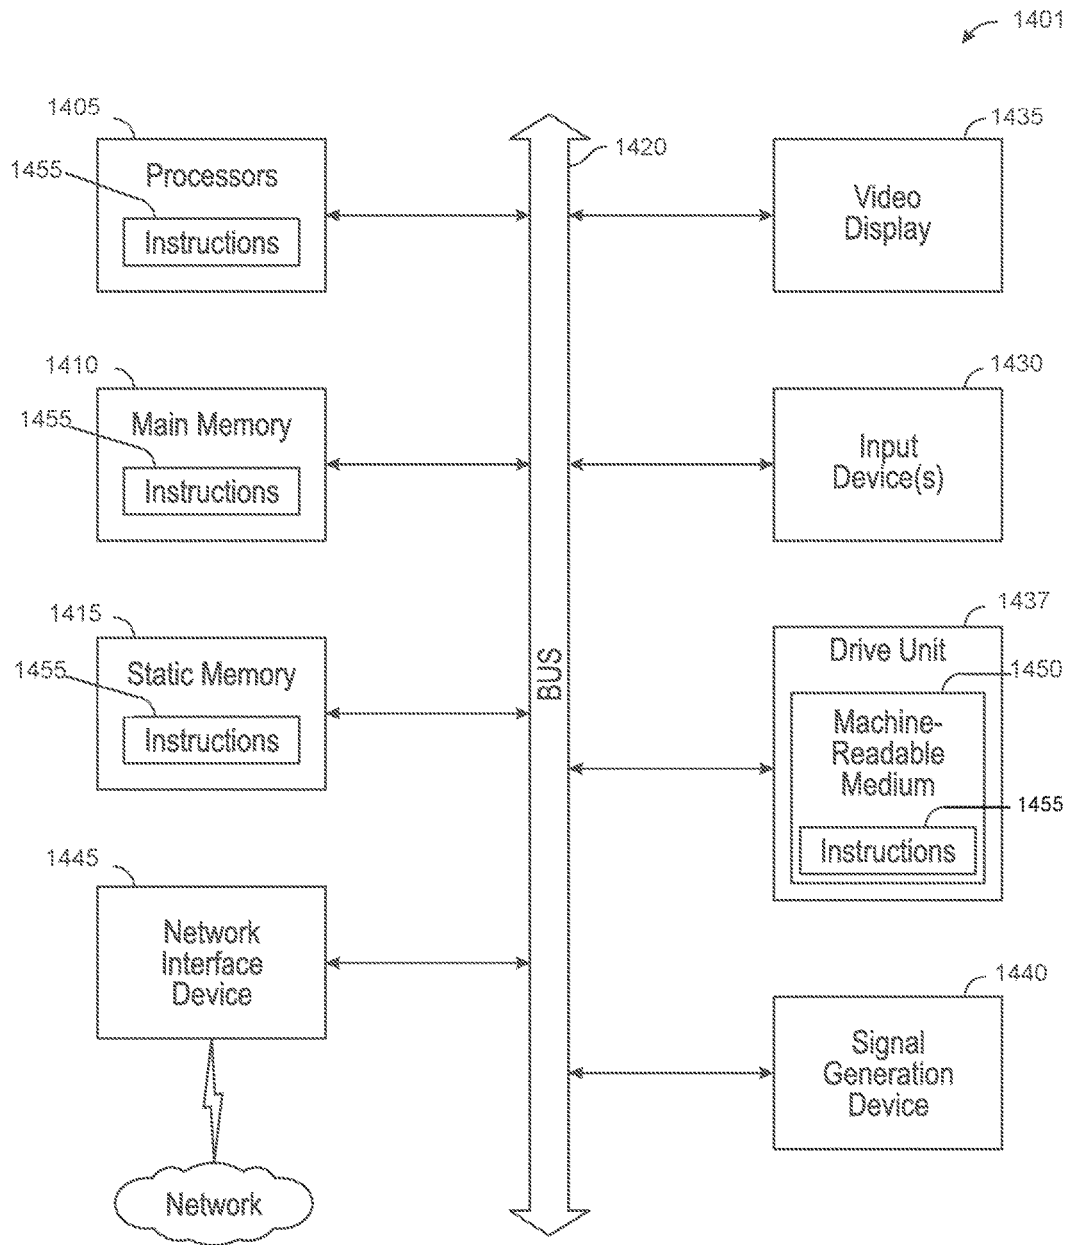 1401
1405
1455
Processors
Instructions
1420
1435
Video
Display
1410
1455
Main Memory
Instructions
1430
Input
Device(s)
1415
1455
Static Memory
Instructions
BUS
1437
Drive Unit
1450
Machine-
Readable
Medium
1455
Instructions
1445
Network
Interface
Device
1440
Signal
Generation
Device
Network